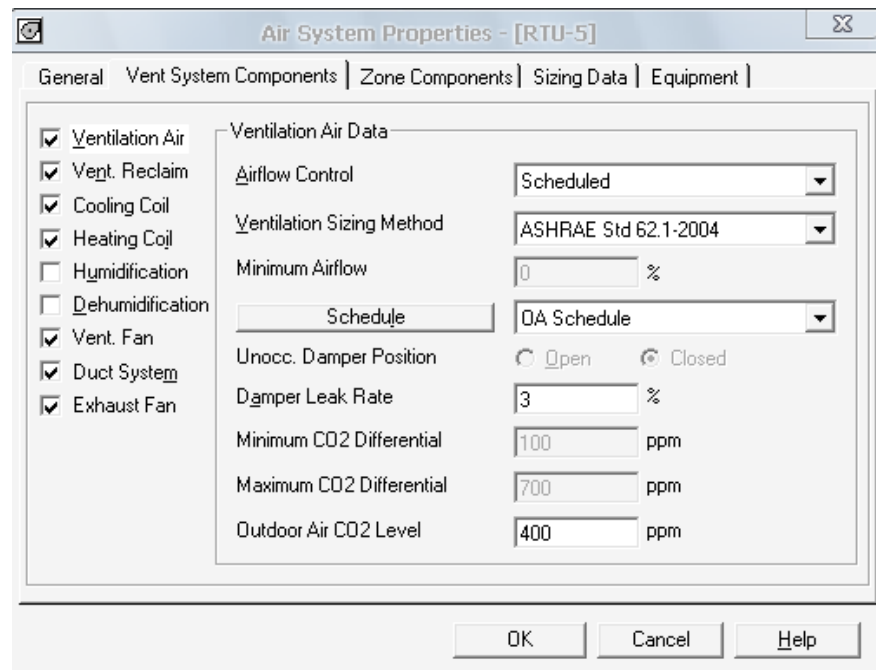 Air System Properties - [RTU-5]
General Vent System Components Zone Components Sizing Data Equipment
Ventilation Air
Vent. Reclaim
Cooling Coil
Heating Coil
Humidification
Dehumidification
Vent. Fan
Duct System
Exhaust Fan
Ventilation Air Data
Airflow Control Scheduled
Ventilation Sizing Method ASHRAE Std 62.1-2004
Minimum Airflow 0 %
Schedule OA Schedule
Unocc. Damper Position Open Closed
Damper Leak Rate 3 %
Minimum CO2 Differential 100 ppm
Maximum CO2 Differential 700 ppm
Outdoor Air CO2 Level 400 ppm
OK Cancel Help